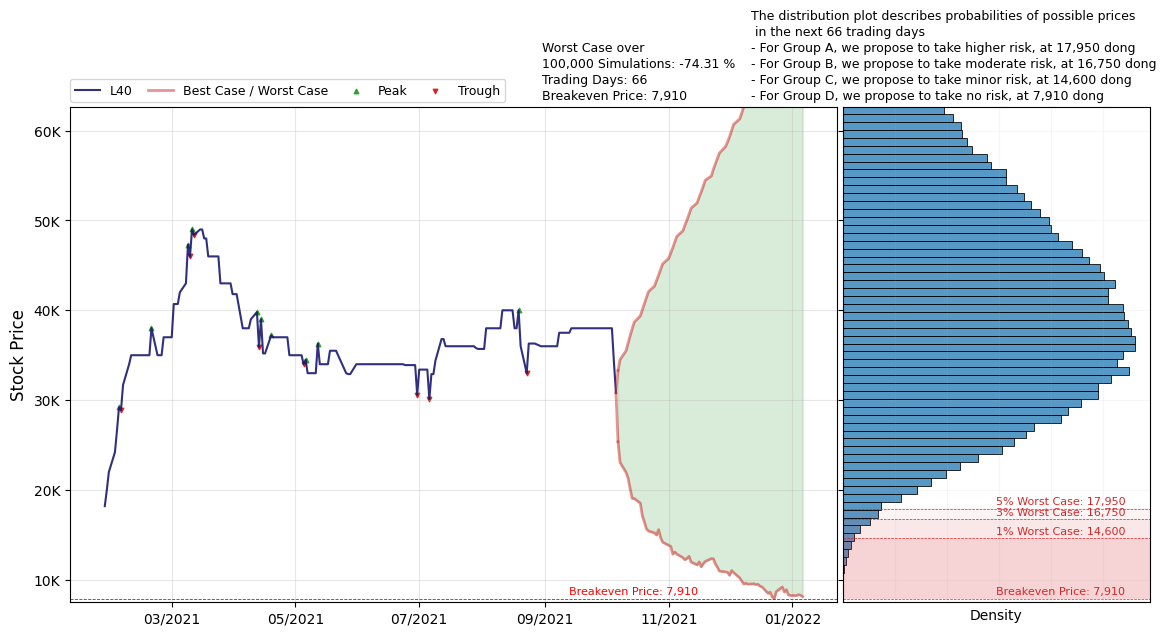 The distribution plot describes probabilities of possible prices
in the next 66 trading days
- For Group A, we propose to take higher risk, at 17,950 dong
- For Group B, we propose to take moderate risk, at 16,750 dong
- For Group C, we propose to take minor risk, at 14,600 dong
- For Group D, we propose to take no risk, at 7,910 dong
Worst Case over
100,000 Simulations: -74.31 %
Trading Days: 66
Breakeven Price: 7,910
L40
Best Case / Worst Case
Peak
Trough
Stock Price
60K
50K
40K
30K
20K
10K
Breakeven Price: 7,910
03/2021
05/2021
07/2021
09/2021
11/2021
01/2022
5% Worst Case: 17,950
3% Worst Case: 16,750
1% Worst Case: 14,600
Breakeven Price: 7,910
Density